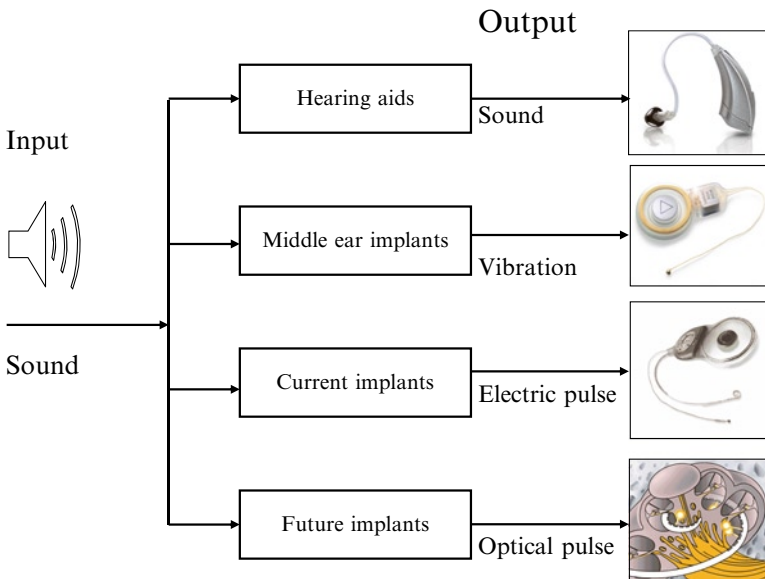 Output
Hearing aids
Sound
Input
Middle ear implants
Vibration
Sound
Current implants
Electric pulse
Future implants
Optical pulse